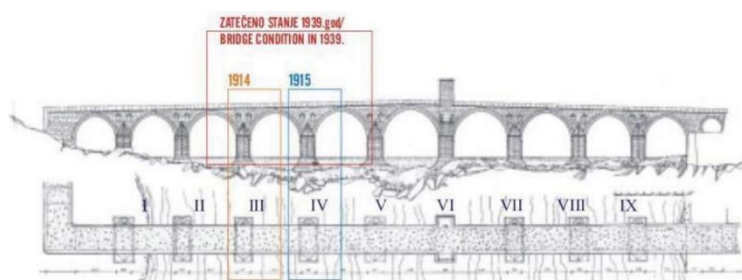 ZATEČENO STANJE 1939.god/
BRIDGE CONDITION IN 1939.
1914
1915
I II III IV V VI VII VIII IX